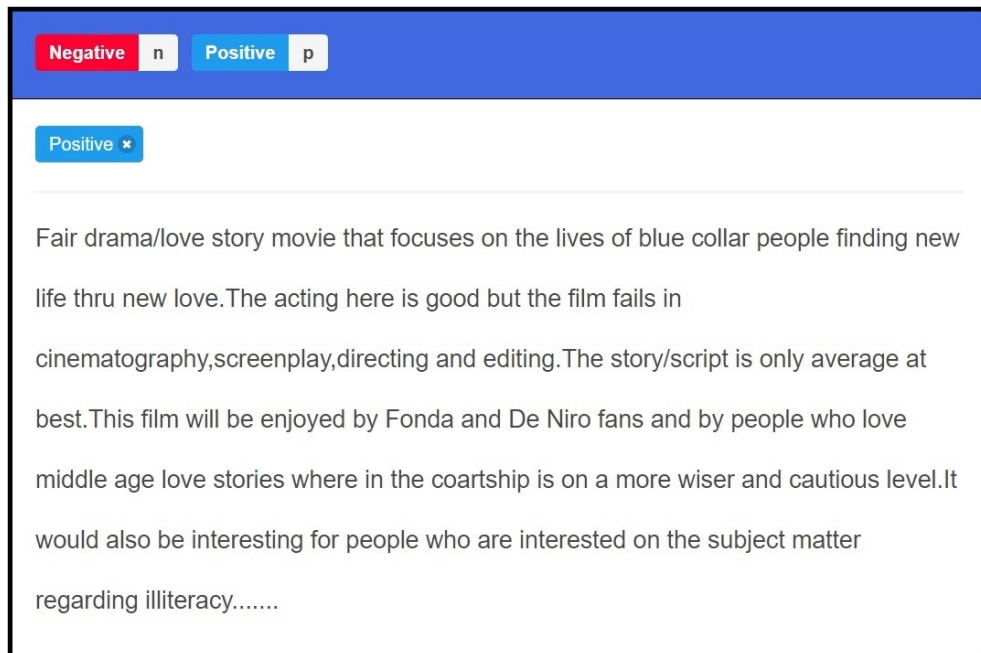 Negative n Positive p
Positive
Fair drama/love story movie that focuses on the lives of blue collar people finding new
life thru new love.The acting here is good but the film fails in
cinematography,screenplay,directing and editing.The story/script is only average at
best.This film will be enjoyed by Fonda and De Niro fans and by people who love
middle age love stories where in the coartship is on a more wiser and cautious level.It
would also be interesting for people who are interested on the subject matter
regarding illiteracy.......